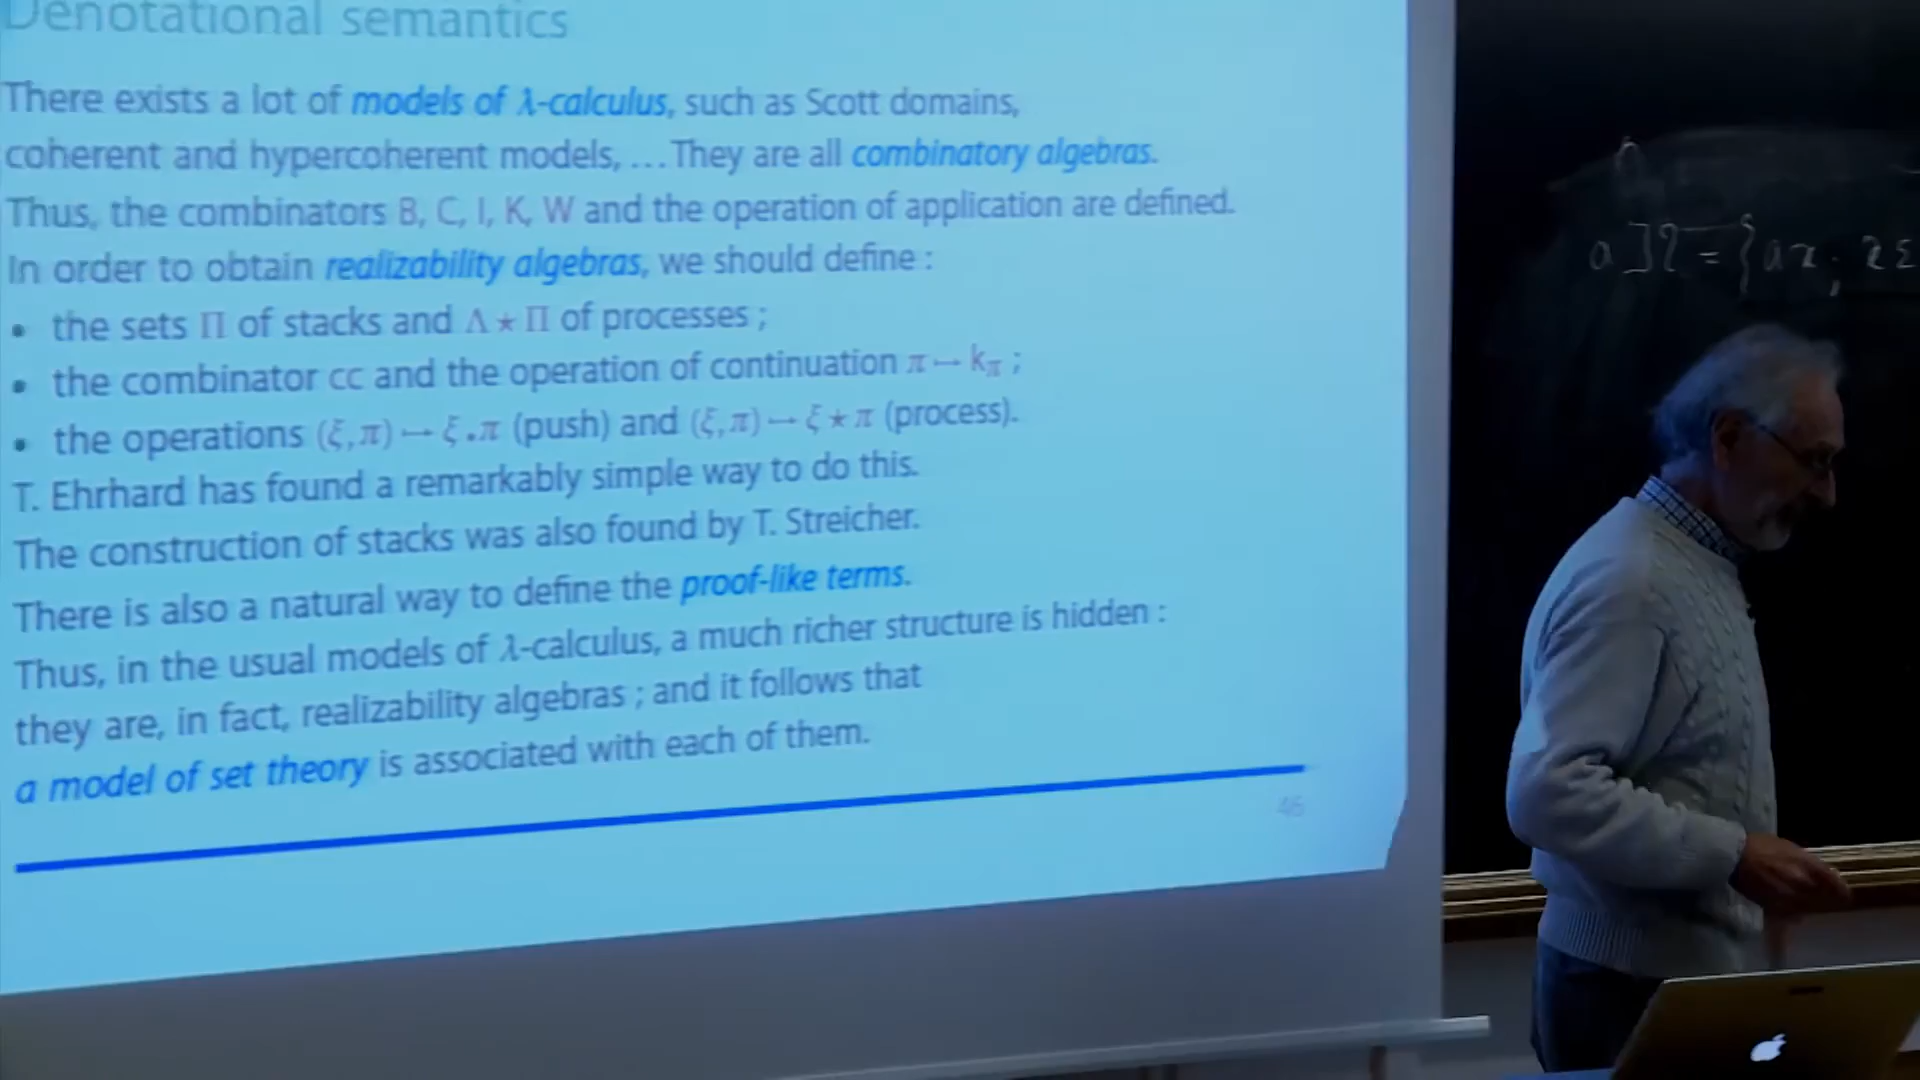 Denotational semantics
There exists a lot of models of λ-calculus, such as Scott domains,
coherent and hypercoherent models, ... They are all combinatory algebras.
Thus, the combinators B, C, I, K, W and the operation of application are defined.
In order to obtain realizability algebras, we should define :
• the sets Π of stacks and Λ ⋆ Π of processes ;
• the combinator cc and the operation of continuation π ↦ kπ ;
• the operations (ξ,π) ↦ ξ.π (push) and (ξ,π) ↦ ξ ⋆ π (process).
T. Ehrhard has found a remarkably simple way to do this.
The construction of stacks was also found by T. Streicher.
There is also a natural way to define the proof-like terms.
Thus, in the usual models of λ-calculus, a much richer structure is hidden :
they are, in fact, realizability algebras ; and it follows that
a model of set theory is associated with each of them.
46